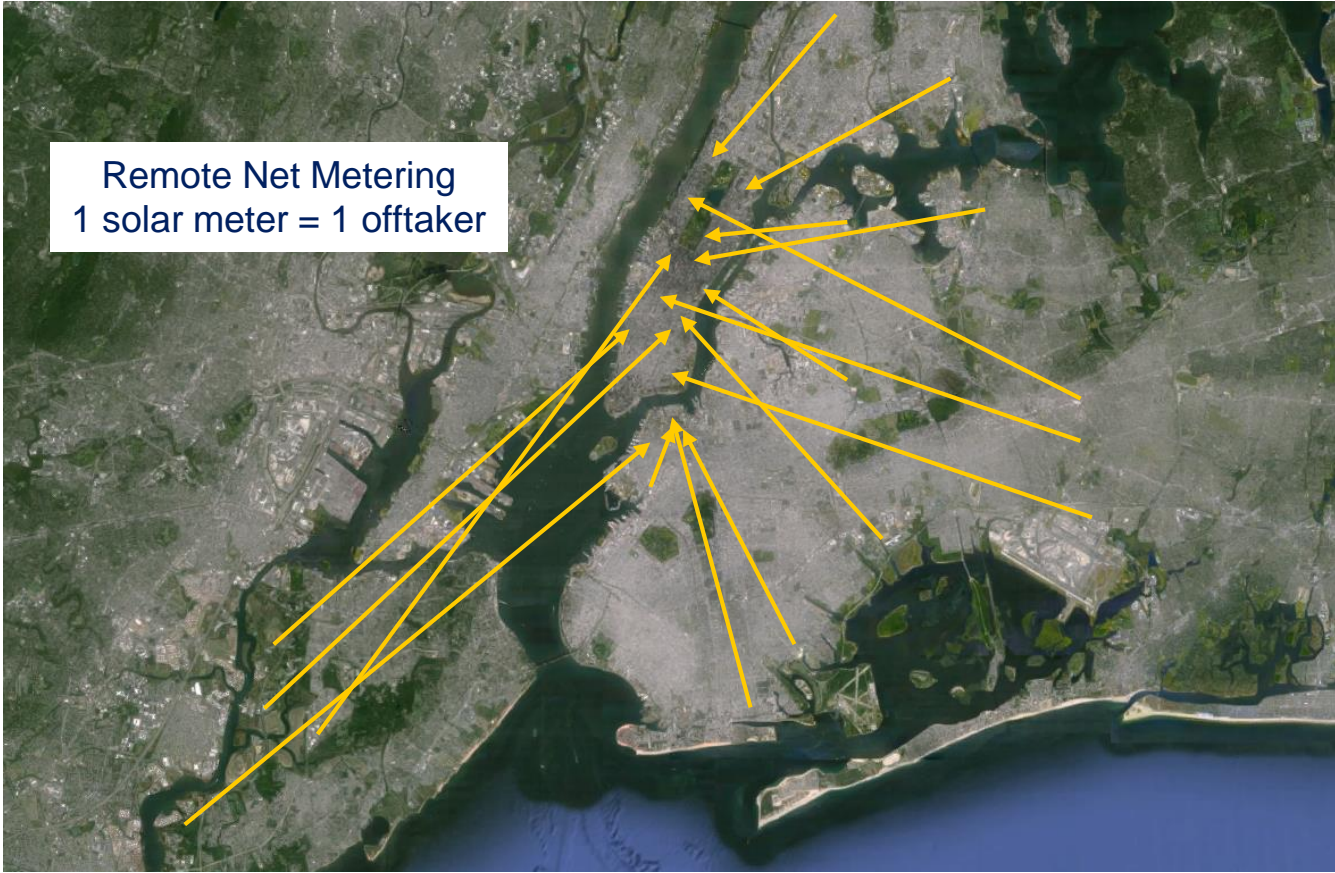 Remote Net Metering
1 solar meter = 1 offtaker